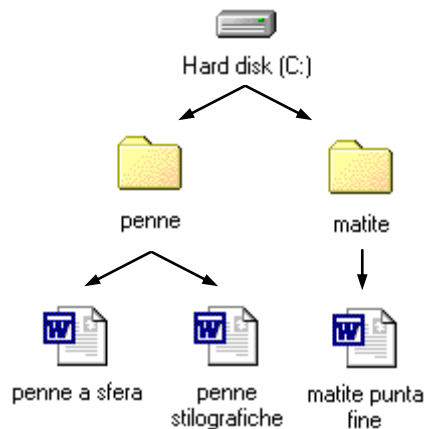 Hard disk (C:)
penne
matite
penne a sfera
penne
stilografiche
matite punta
fine